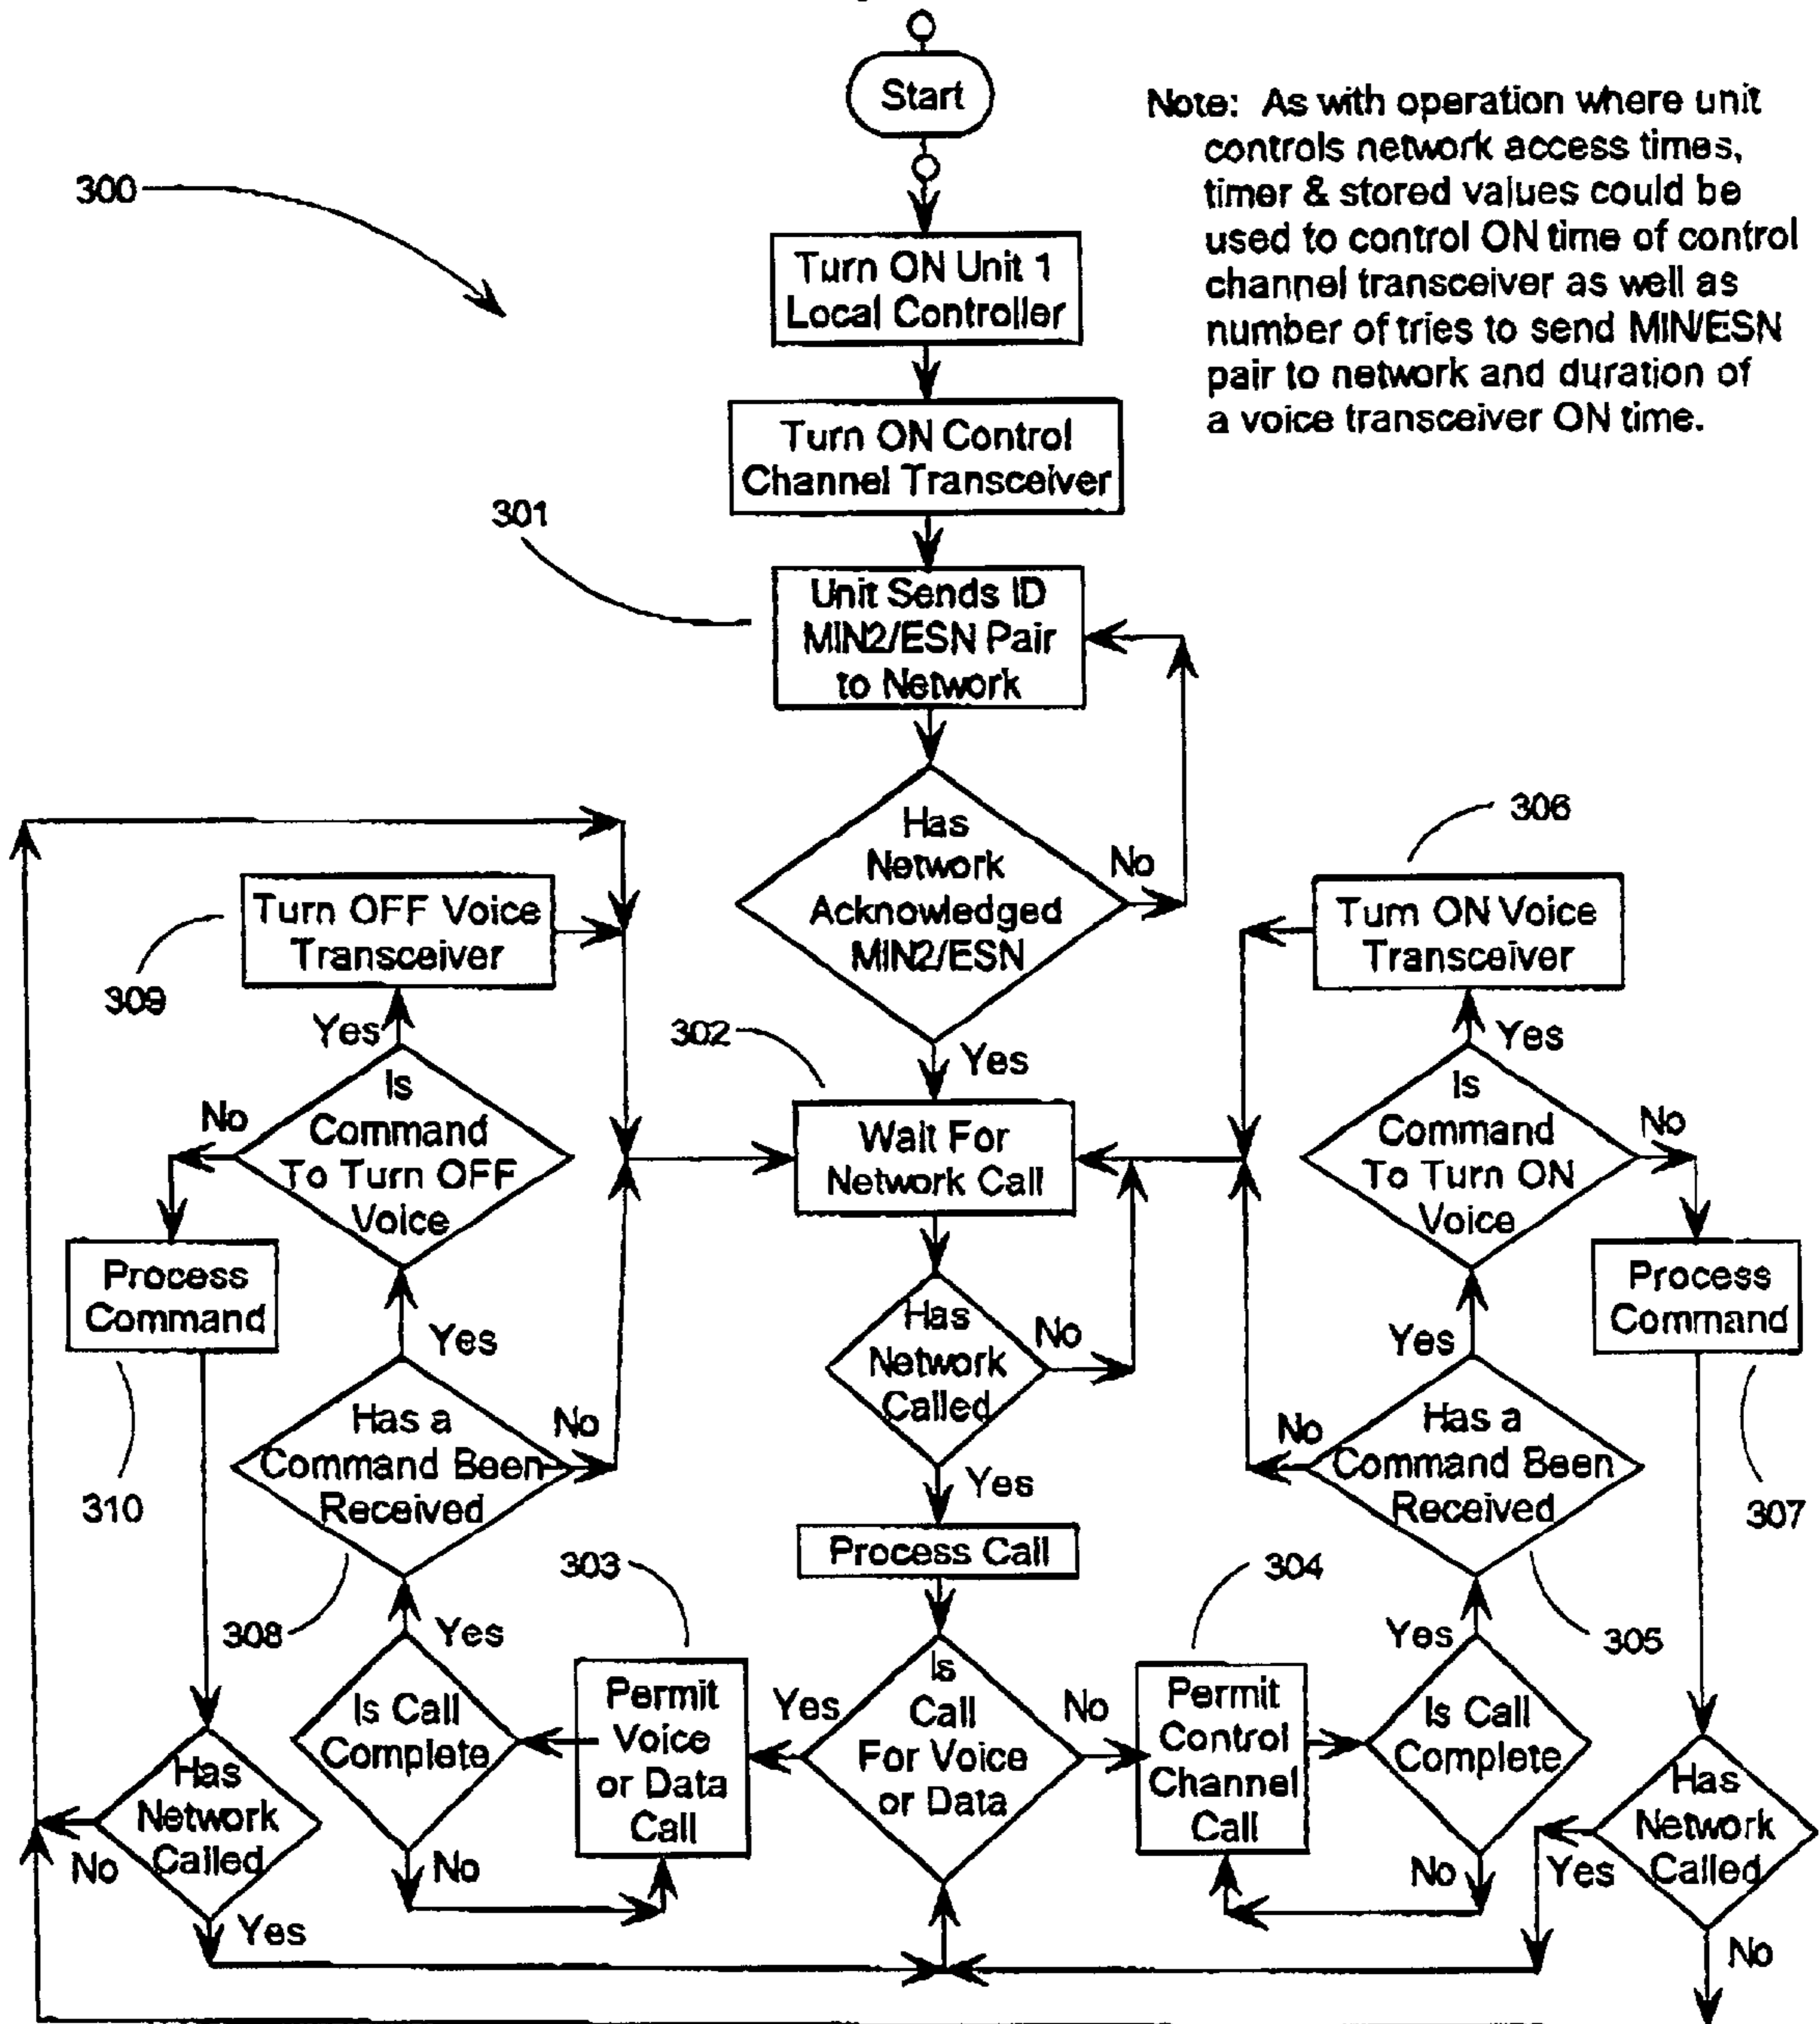 Start
Note: As with operation where unit
controls network access times,
timer & stored values could be
used to control ON time of control
channel transceiver as well as
number of tries to send MIN/ESN
pair to network and duration of
a voice transceiver ON time.
300
Turn ON Unit 1
Local Controller
Turn ON Control
Channel Transceiver
301
Unit Sends ID
MIN2/ESN Pair
to Network
Has
Network
Acknowledged
MIN2/ESN
No
306
Turn OFF Voice
Transceiver
309
Turn ON Voice
Transceiver
Yes
302
Yes
Yes
Is
Command
To Turn OFF
Voice
No
Wait For
Network Call
Is
Command
To Turn ON
Voice
No
Process
Command
310
Yes
Has
Network
Called
No
Yes
Process
Command
307
Has a
Command Been
Received
No
Yes
No
Has a
Command Been
Received
Process Call
308
Yes
303
304
Yes
305
Is Call
Complete
No
Permit
Voice
or Data
Call
Yes
Is
Call
For Voice
or Data
No
Permit
Control
Channel
Call
Is Call
Complete
No
Has
Network
Called
No
Yes
Has
Network
Called
Yes
No